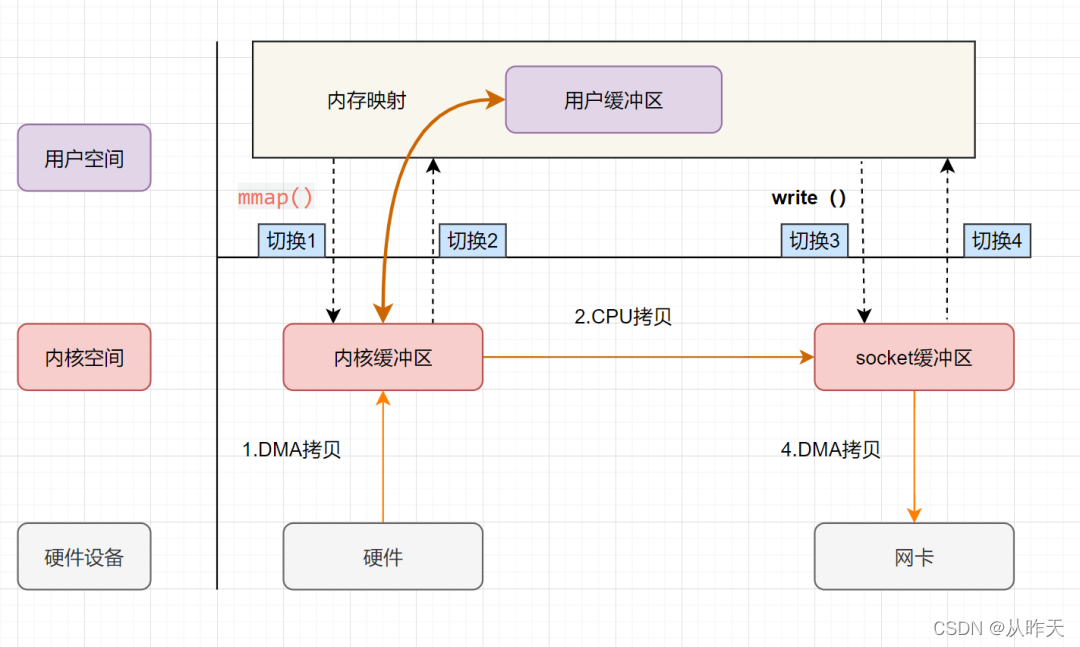 内存映射
用户缓冲区
用户空间
mmap()
write（）
切换1
切换2
切换3
切换4
2.CPU拷贝
内核空间
内核缓冲区
socket缓冲区
1.DMA拷贝
4.DMA拷贝
硬件设备
硬件
网卡
CSDN @从昨天